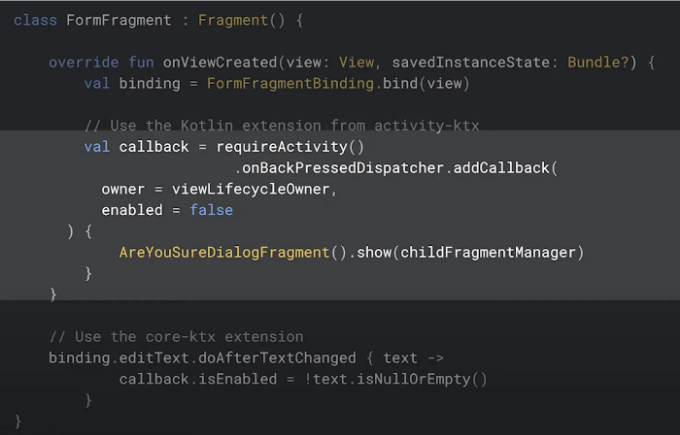 class FormFragment : Fragment() {
override fun onViewCreated(view: View, savedInstanceState: Bundle?) {
val binding = FormFragmentBinding.bind(view)
// Use the Kotlin extension from activity-ktx
val callback = requireActivity()
.onBackPressedDispatcher.addCallback(
owner = viewLifecycleOwner,
enabled = false
) {
AreYouSureDialogFragment().show(childFragmentManager)
}
}
// Use the core-ktx extension
binding.editText.doAfterTextChanged { text ->
callback.isEnabled = !text.isNullOrEmpty()
}
}